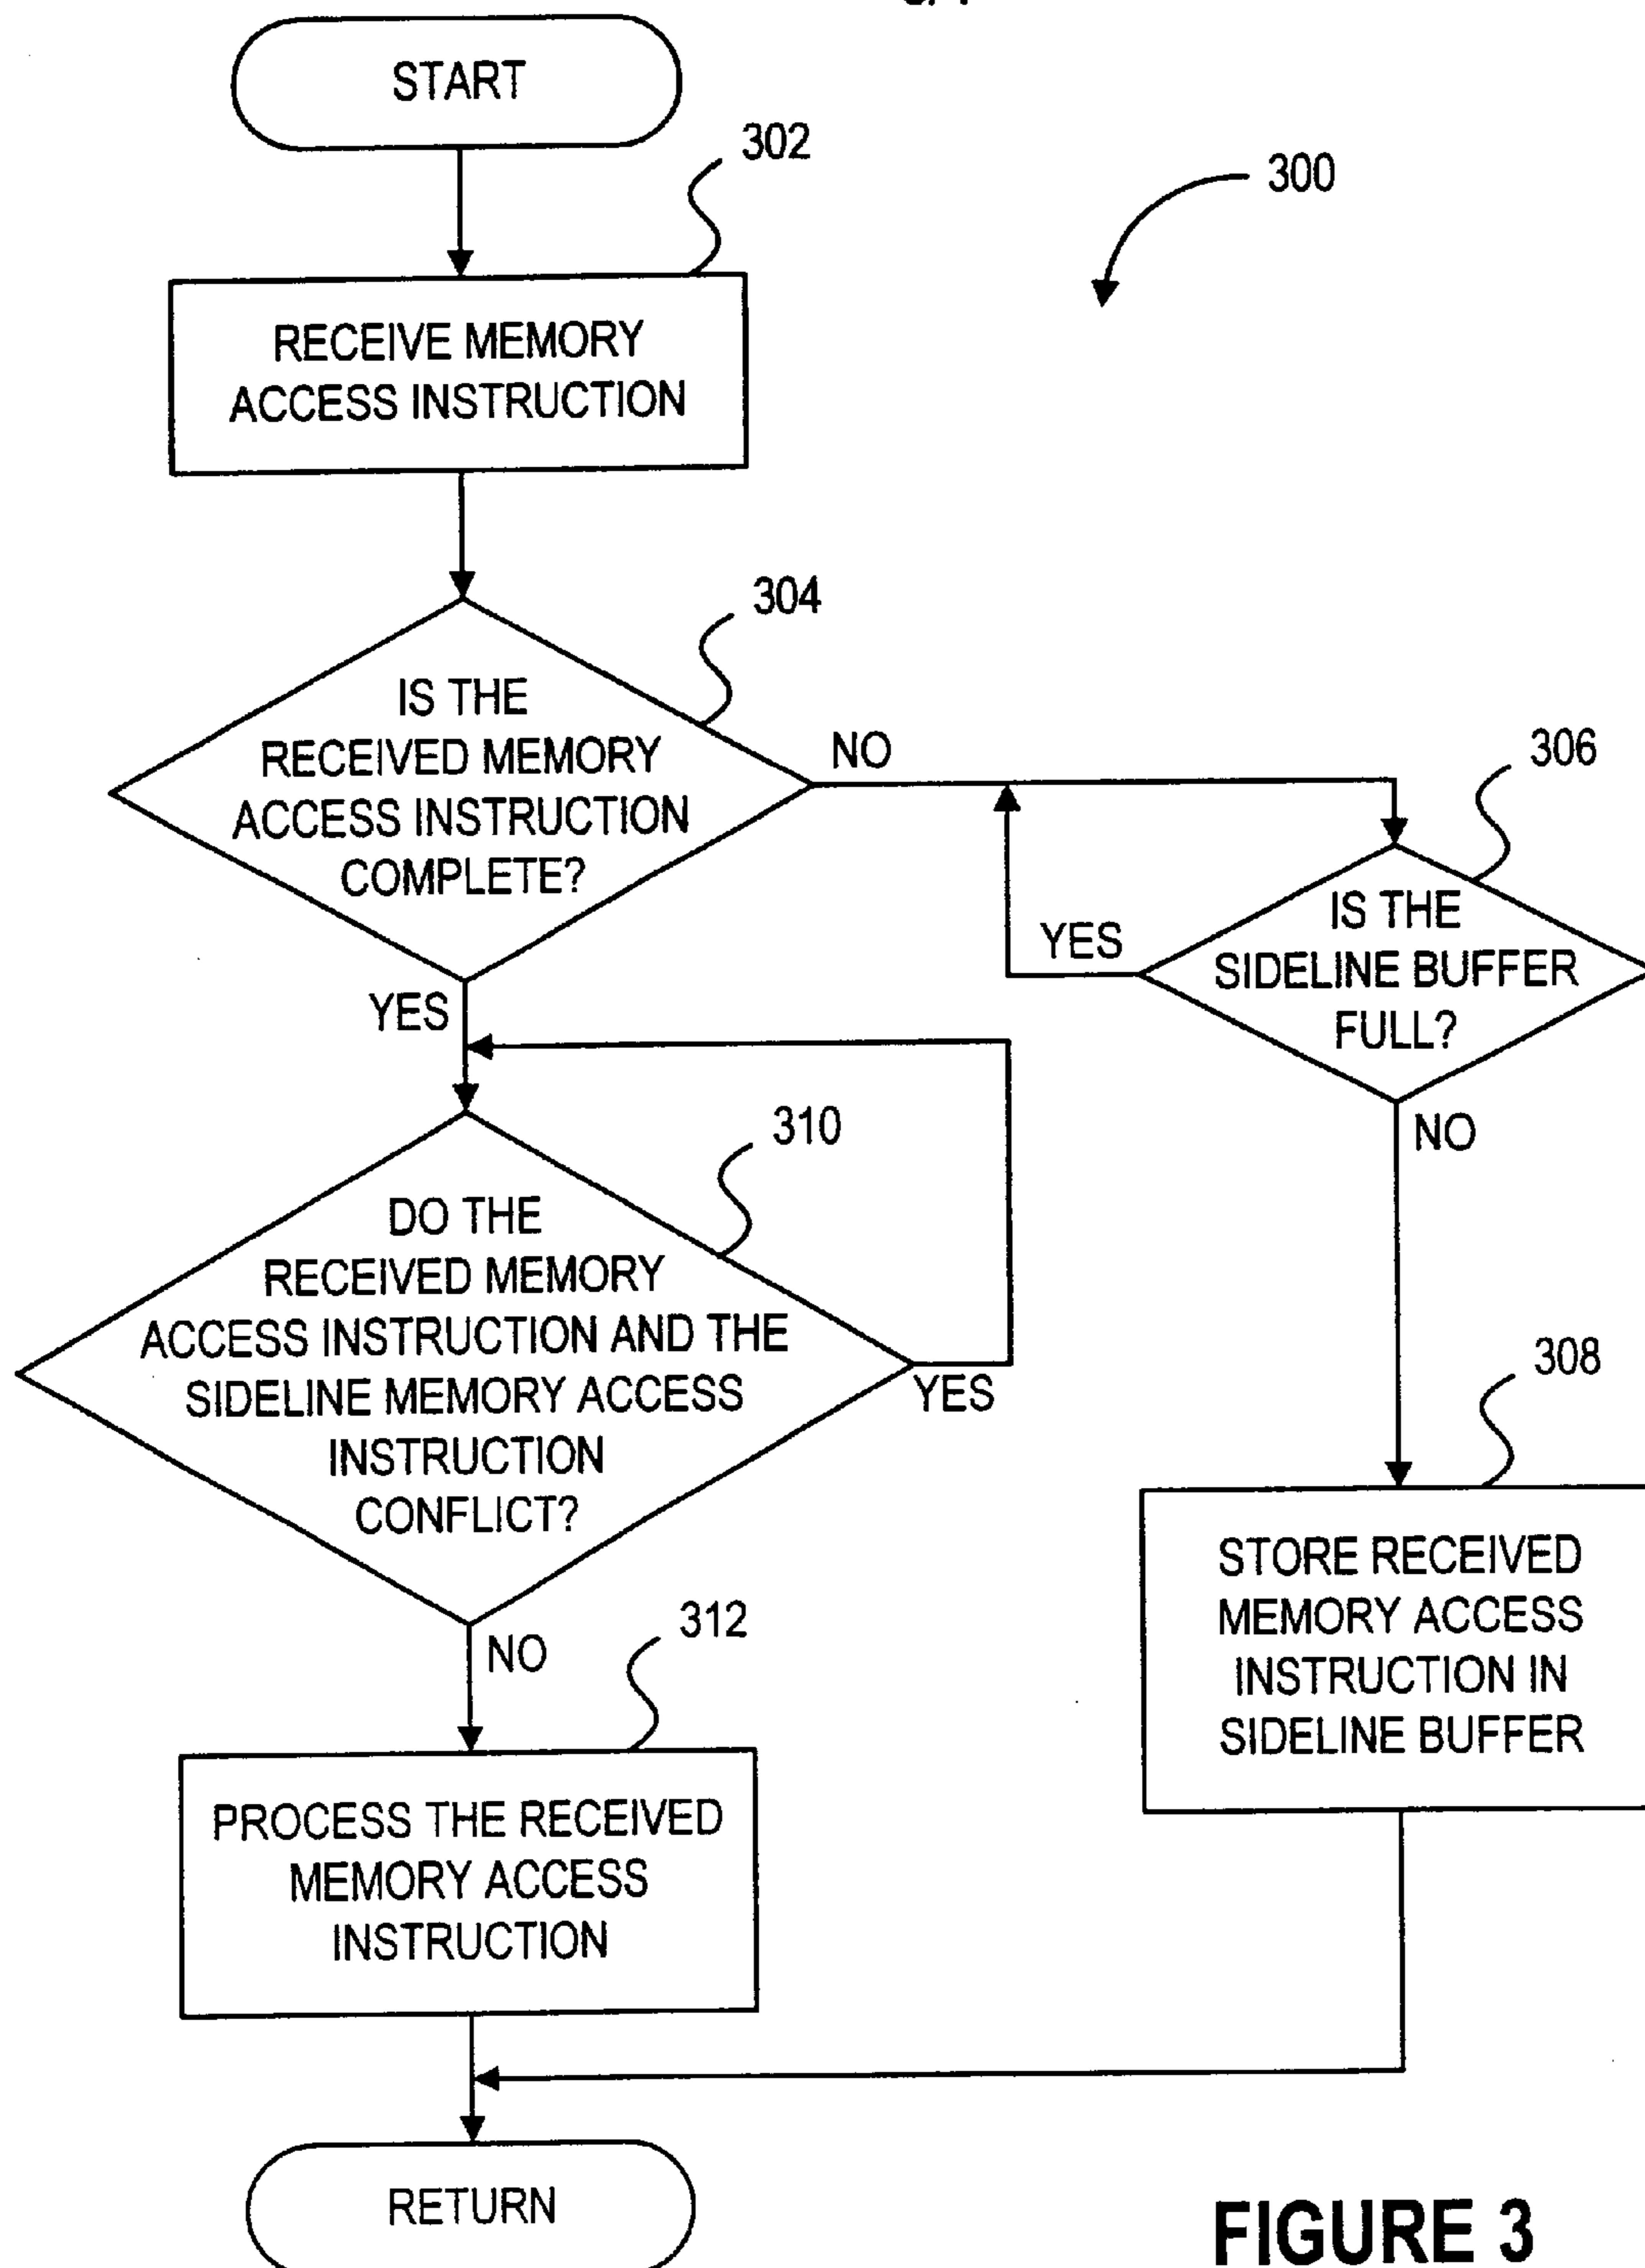 START
302
300
RECEIVE MEMORY
ACCESS INSTRUCTION
304
IS THE
RECEIVED MEMORY
ACCESS INSTRUCTION
COMPLETE?
NO
306
IS THE
SIDELINE BUFFER
FULL?
YES
YES
NO
310
DO THE
RECEIVED MEMORY
ACCESS INSTRUCTION AND THE
SIDELINE MEMORY ACCESS
INSTRUCTION
CONFLICT?
YES
308
STORE RECEIVED
MEMORY ACCESS
INSTRUCTION IN
SIDELINE BUFFER
NO
312
PROCESS THE RECEIVED
MEMORY ACCESS
INSTRUCTION
RETURN
FIGURE 3